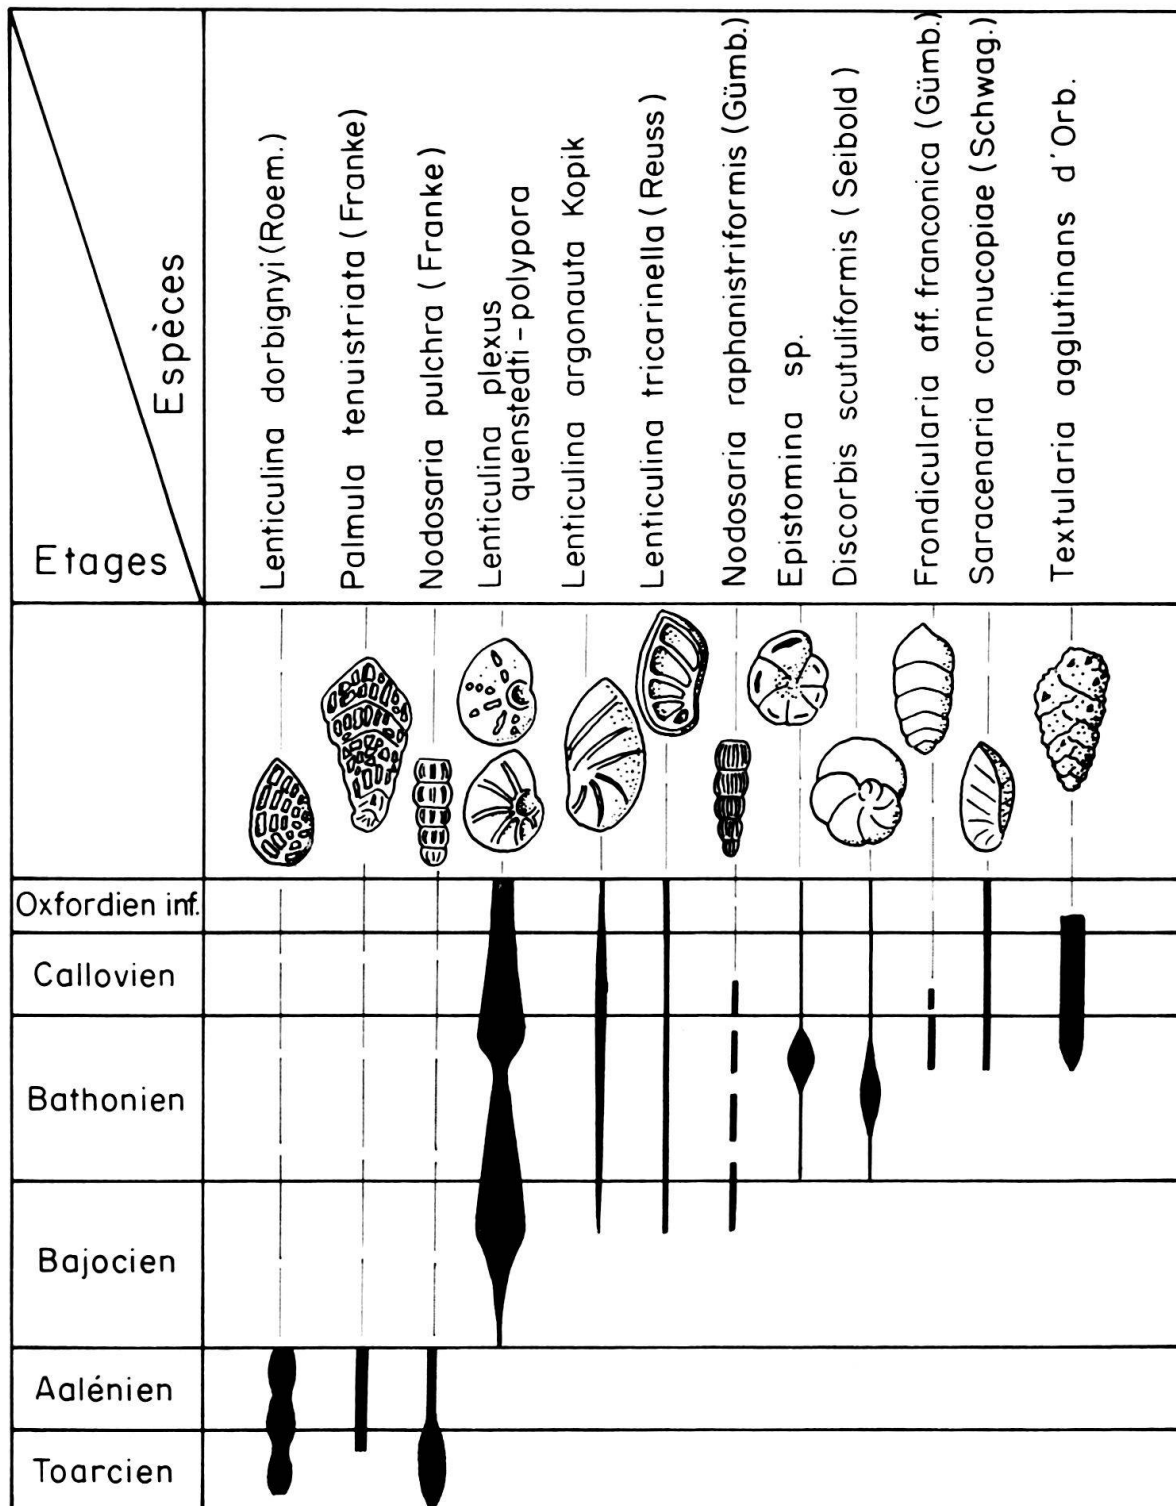 Espèces
Etages
Lenticulina dorbignyi (Roem.)
Palmula tenuistriata (Franke)
Nodosaria pulchra (Franke)
Lenticulina plexus
quenstedti - polypora
Lenticulina argonauta Kopik
Lenticulina tricarinella (Reuss)
Nodosaria raphanistriformis (Gümb.)
Epistomina sp.
Discorbis scutuliformis (Seibold)
Frondicularia aff. franconica (Gümb.)
Saracenaria cornucopiae (Schwag.)
Textularia agglutinans d'Orb.
Oxfordien inf.
Callovien
Bathonien
Bajocien
Aalénien
Toarcien